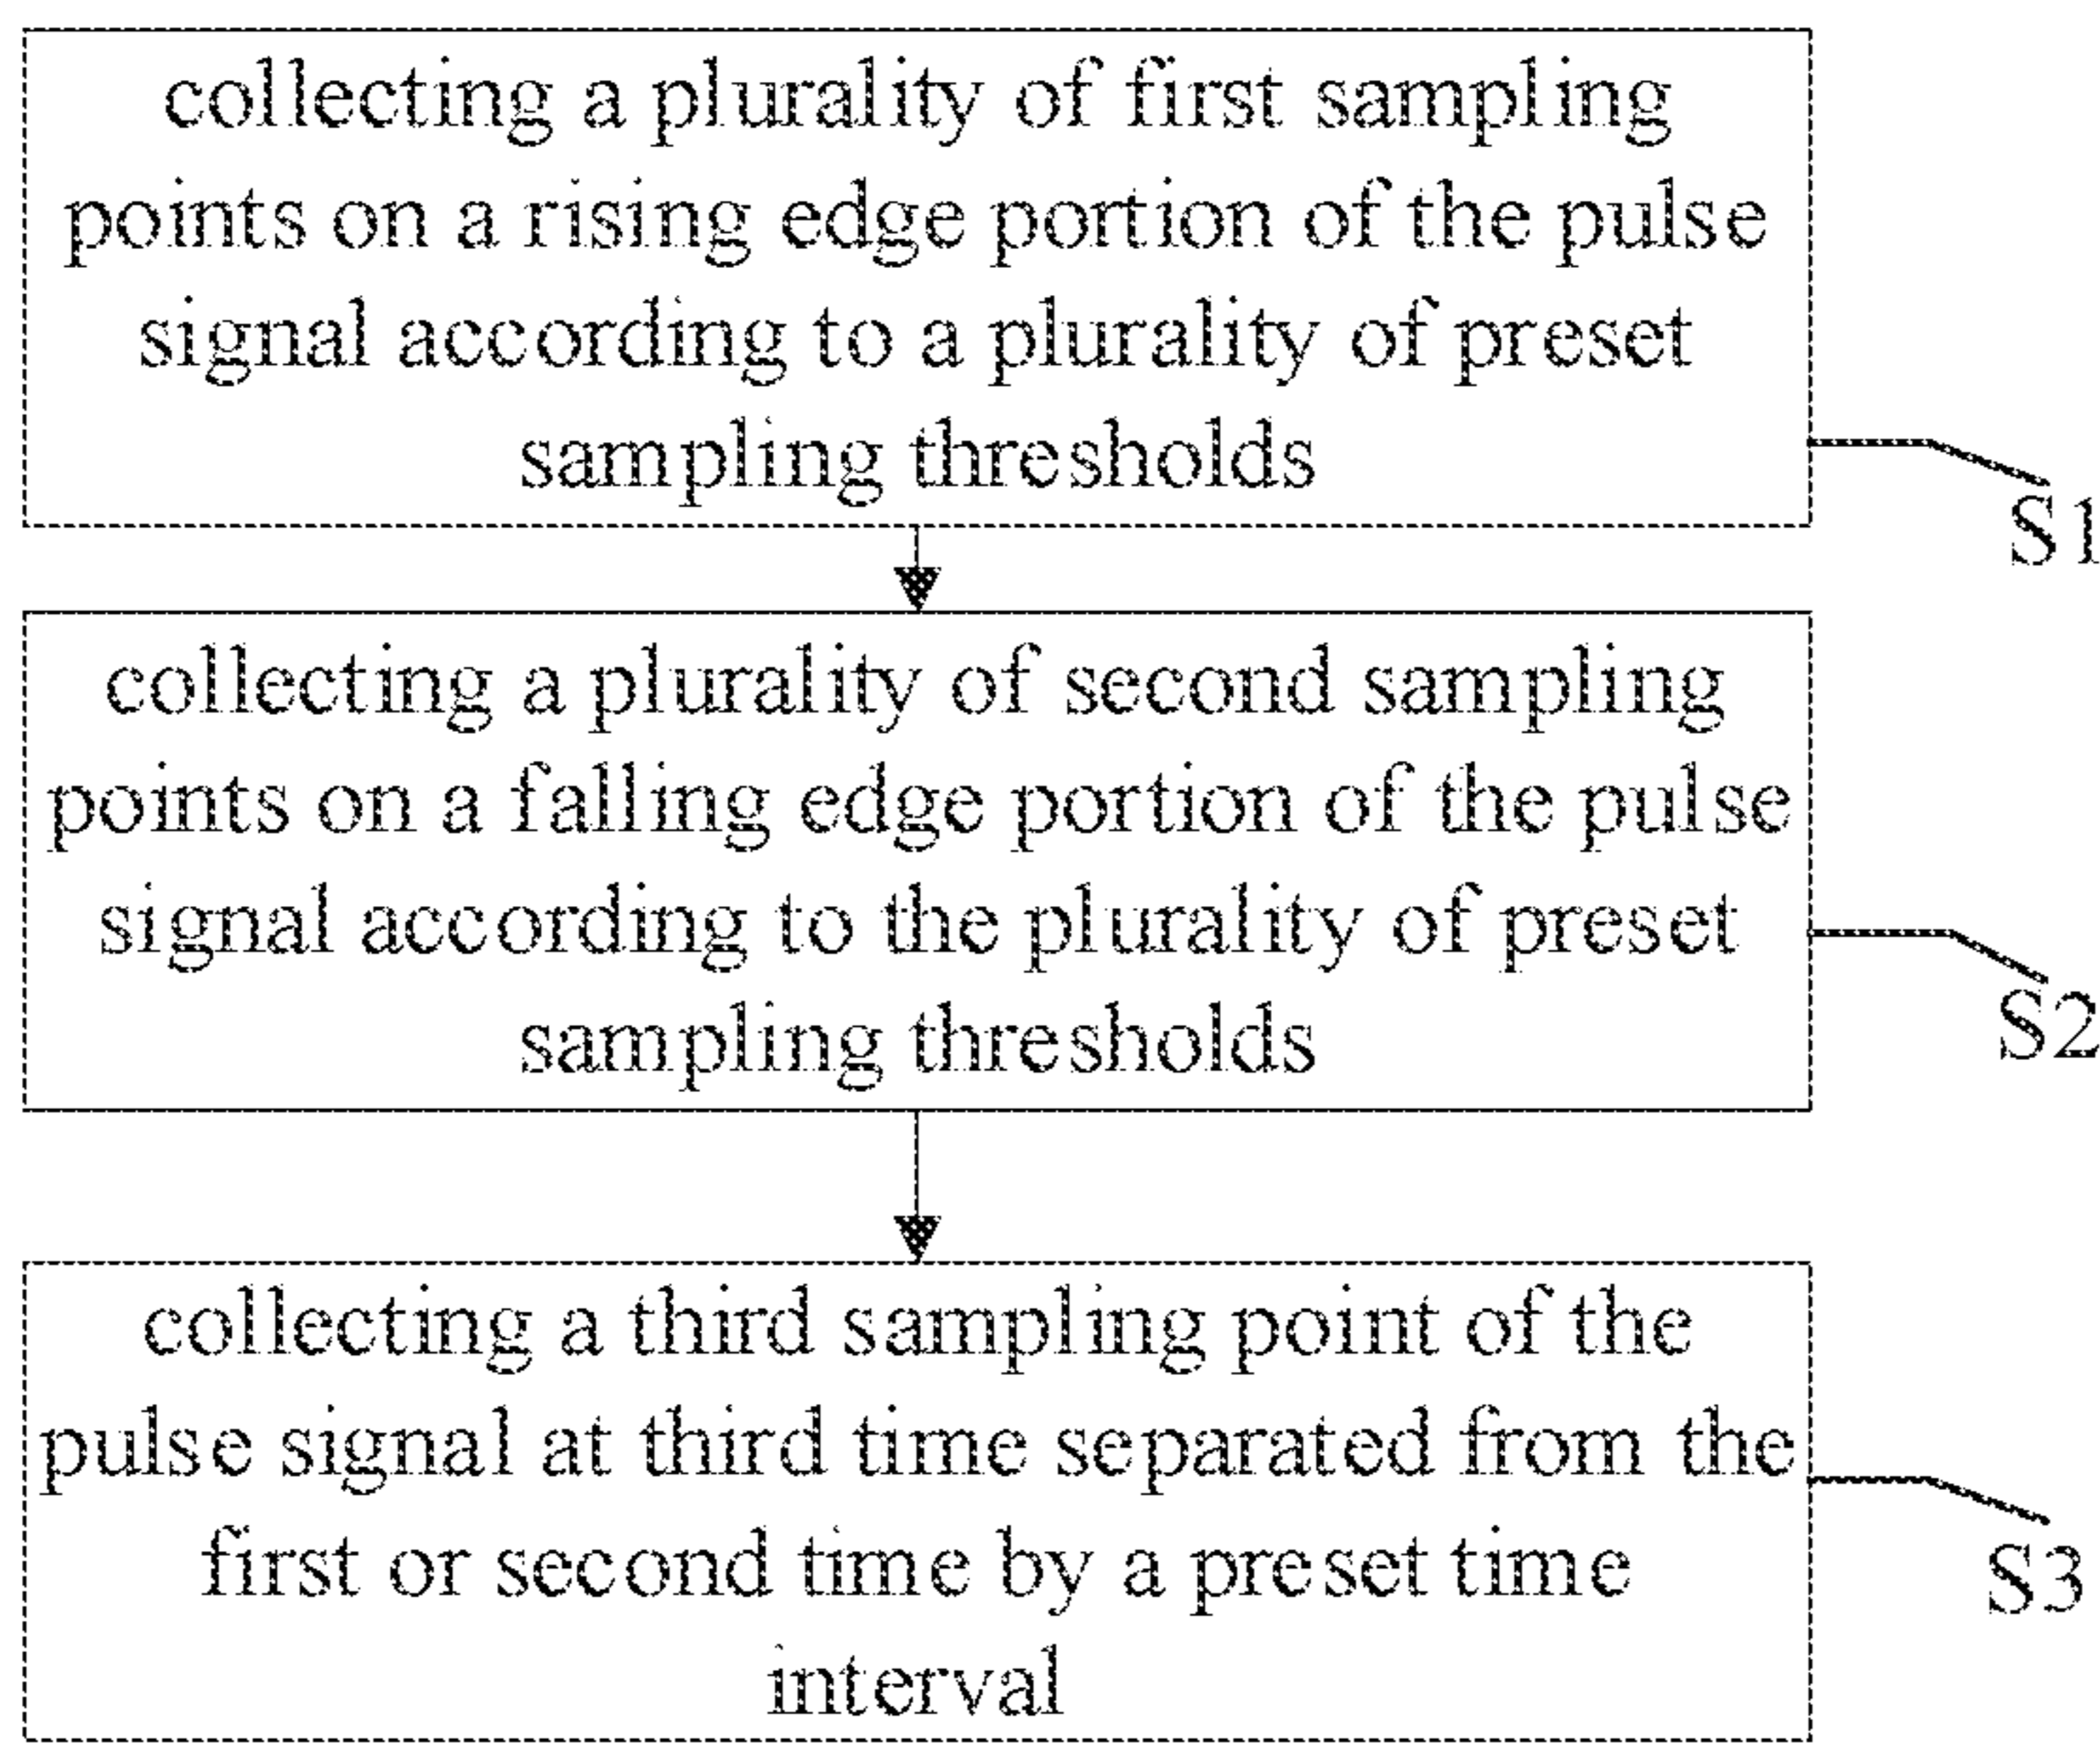 collecting a plurality of first sampling
points on a rising edge portion of the pulse
signal according to a plurality of preset
sampling thresholds
S1
collecting a plurality of second sampling
points on a falling edge portion of the pulse
signal according to the plurality of preset
sampling thresholds
S2
collecting a third sampling point of the
pulse signal at third time separated from the
first or second time by a preset time
interval
S3